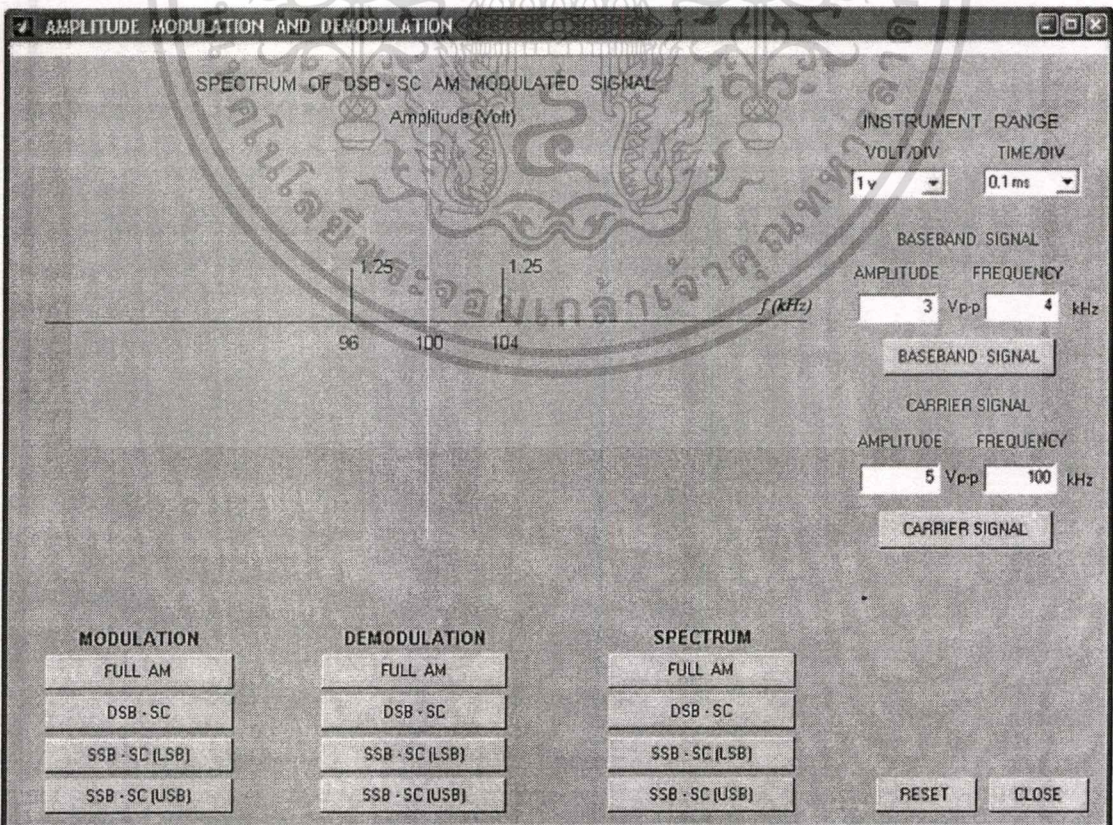 AMPLITUDE MODULATION AND DEMODULATION
SPECTRUM OF DSB - SC AM MODULATED SIGNAL
Amplitude (Volt)
1.25
1.25
f (kHz)
96
100
104
INSTRUMENT RANGE
VOLT/DIV
TIME/DIV
1 v
0.1 ms
BASEBAND SIGNAL
AMPLITUDE
FREQUENCY
3 Vp-p
4 kHz
BASEBAND SIGNAL
CARRIER SIGNAL
AMPLITUDE
FREQUENCY
5 Vp-p
100 kHz
CARRIER SIGNAL
MODULATION
FULL AM
DSB - SC
SSB - SC (LSB)
SSB - SC (USB)
DEMODULATION
FULL AM
DSB - SC
SSB - SC (LSB)
SSB - SC (USB)
SPECTRUM
FULL AM
DSB - SC
SSB - SC (LSB)
SSB - SC (USB)
RESET
CLOSE